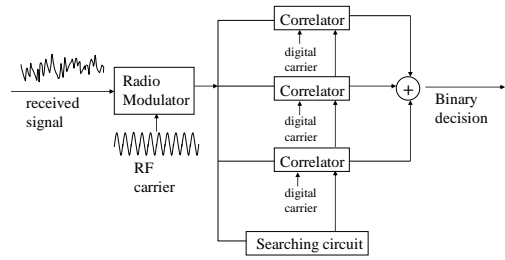 Correlator
digital
carrier
received
signal
Radio
Modulator
RF
carrier
Correlator
digital
carrier
+
Binary
decision
Correlator
digital
carrier
Searching circuit